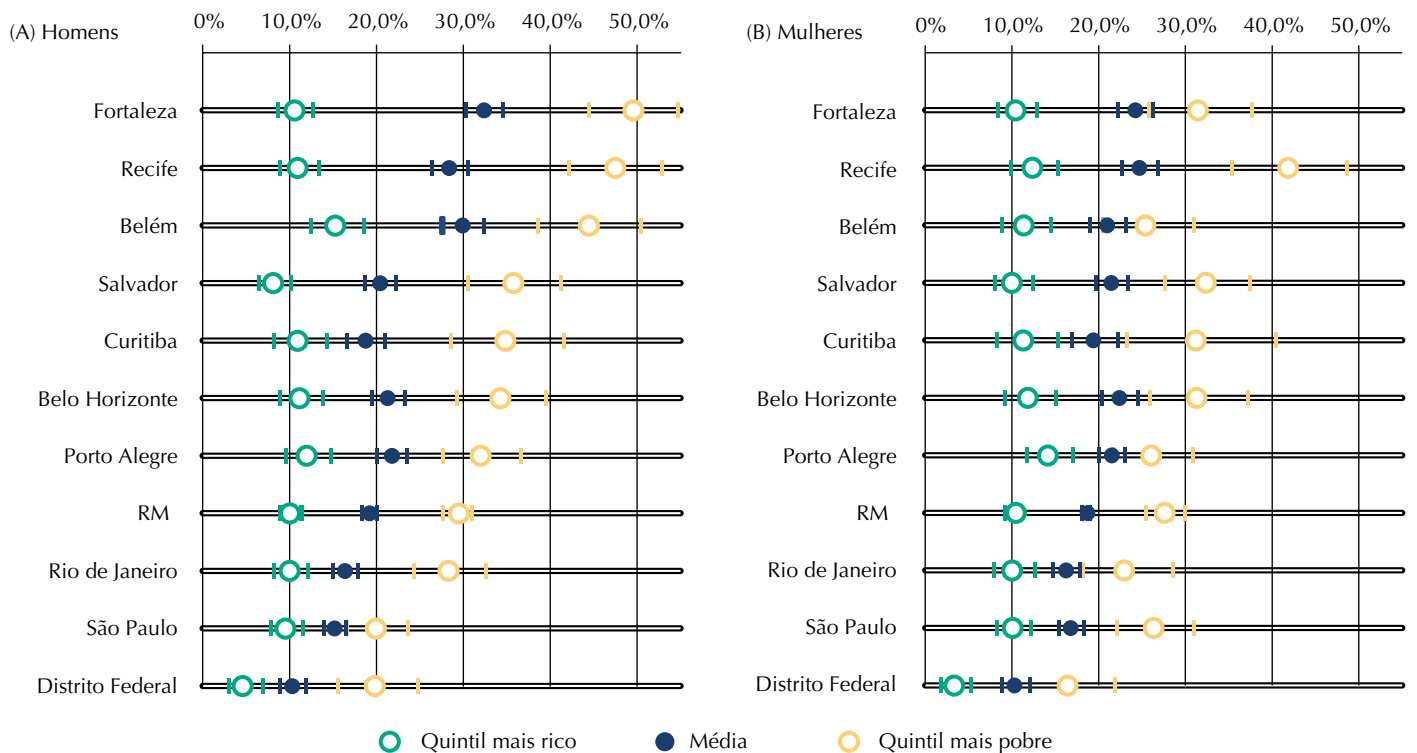 (A) Homens
0% 10,0% 20,0% 30,0% 40,0% 50,0%
Fortaleza
Recife
Belém
Salvador
Curitiba
Belo Horizonte
Porto Alegre
RM
Rio de Janeiro
São Paulo
Distrito Federal
(B) Mulheres
0% 10,0% 20,0% 30,0% 40,0% 50,0%
Fortaleza
Recife
Belém
Salvador
Curitiba
Belo Horizonte
Porto Alegre
RM
Rio de Janeiro
São Paulo
Distrito Federal
Quintil mais rico Média Quintil mais pobre